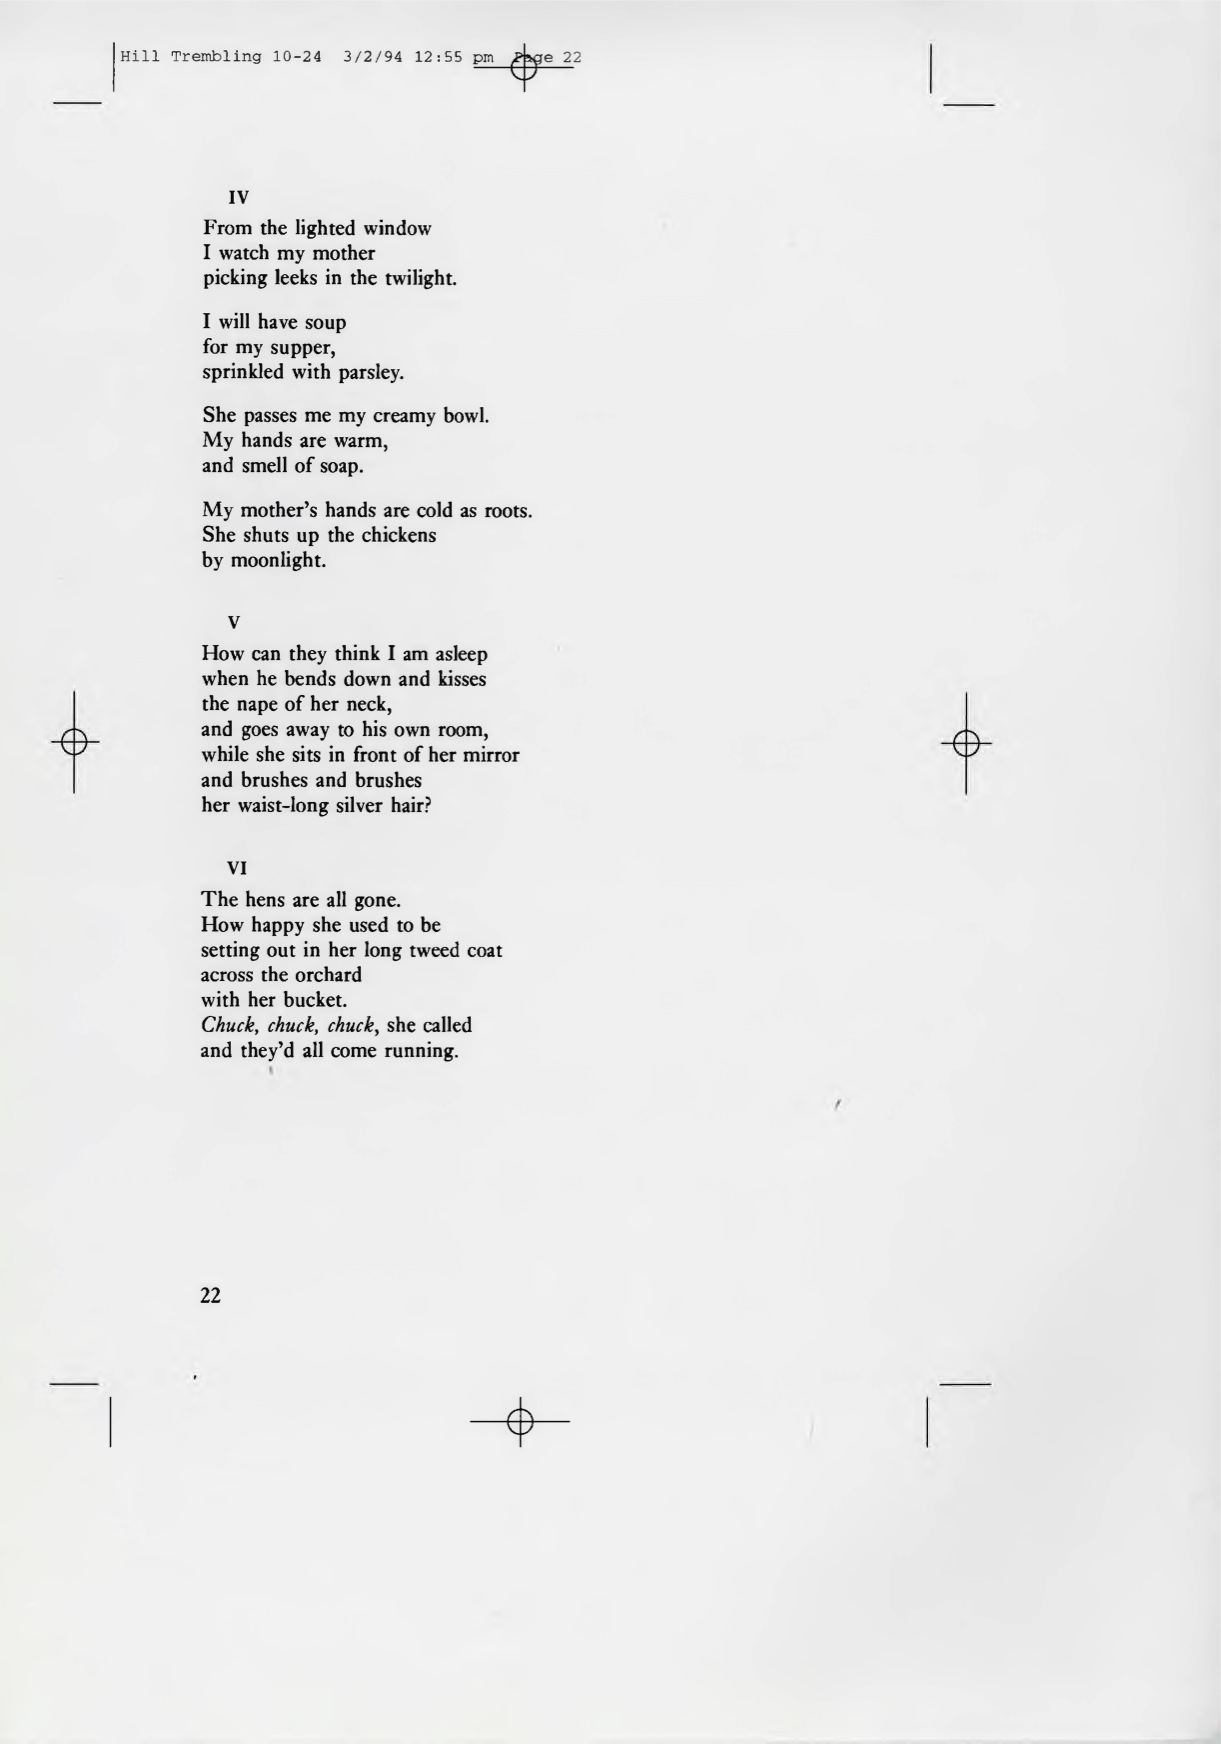 Hill Trembling 10-24 3/2/94 12:55 pm Page 22
IV
From the lighted window
I watch my mother
picking leeks in the twilight.
I will have soup
for my supper,
sprinkled with parsley.
She passes me my creamy bowl.
My hands are warm,
and smell of soap.
My mother's hands are cold as roots.
She shuts up the chickens
by moonlight.
V
How can they think I am asleep
when he bends down and kisses
the nape of her neck,
and goes away to his own room,
while she sits in front of her mirror
and brushes and brushes
her waist-long silver hair?
VI
The hens are all gone.
How happy she used to be
setting out in her long tweed coat
across the orchard
with her bucket.
Chuck, chuck, chuck, she called
and they'd all come running.
22